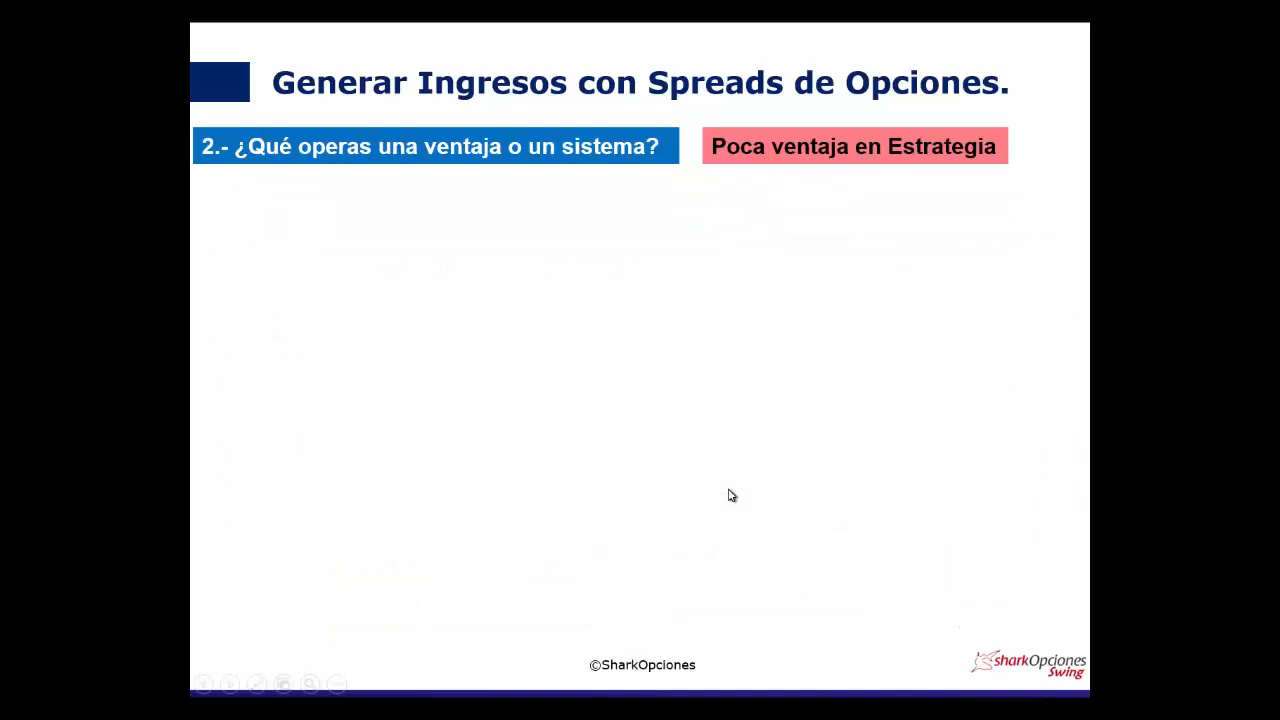 Generar Ingresos con Spreads de Opciones.
2.- ¿Qué operas una ventaja o un sistema?
Poca ventaja en Estrategia
©SharkOpciones
sharkOpciones
Swing